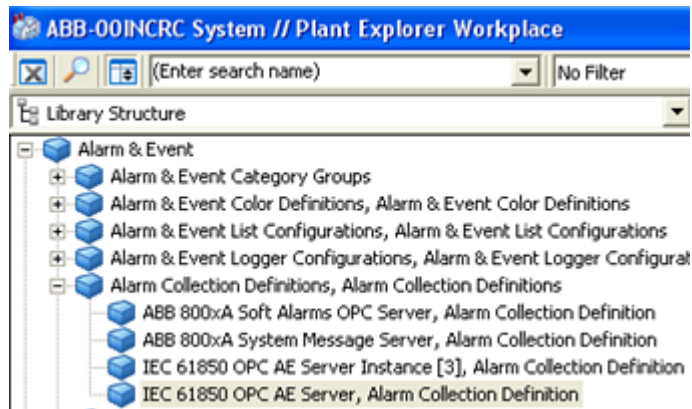 ABB-00INCRC System // Plant Explorer Workplace
(Enter search name) No Filter
Library Structure
Alarm & Event
Alarm & Event Category Groups
Alarm & Event Color Definitions, Alarm & Event Color Definitions
Alarm & Event List Configurations, Alarm & Event List Configurations
Alarm & Event Logger Configurations, Alarm & Event Logger Configurat
Alarm Collection Definitions, Alarm Collection Definitions
ABB 800xA Soft Alarms OPC Server, Alarm Collection Definition
ABB 800xA System Message Server, Alarm Collection Definition
IEC 61850 OPC AE Server Instance [3], Alarm Collection Definition
IEC 61850 OPC AE Server, Alarm Collection Definition